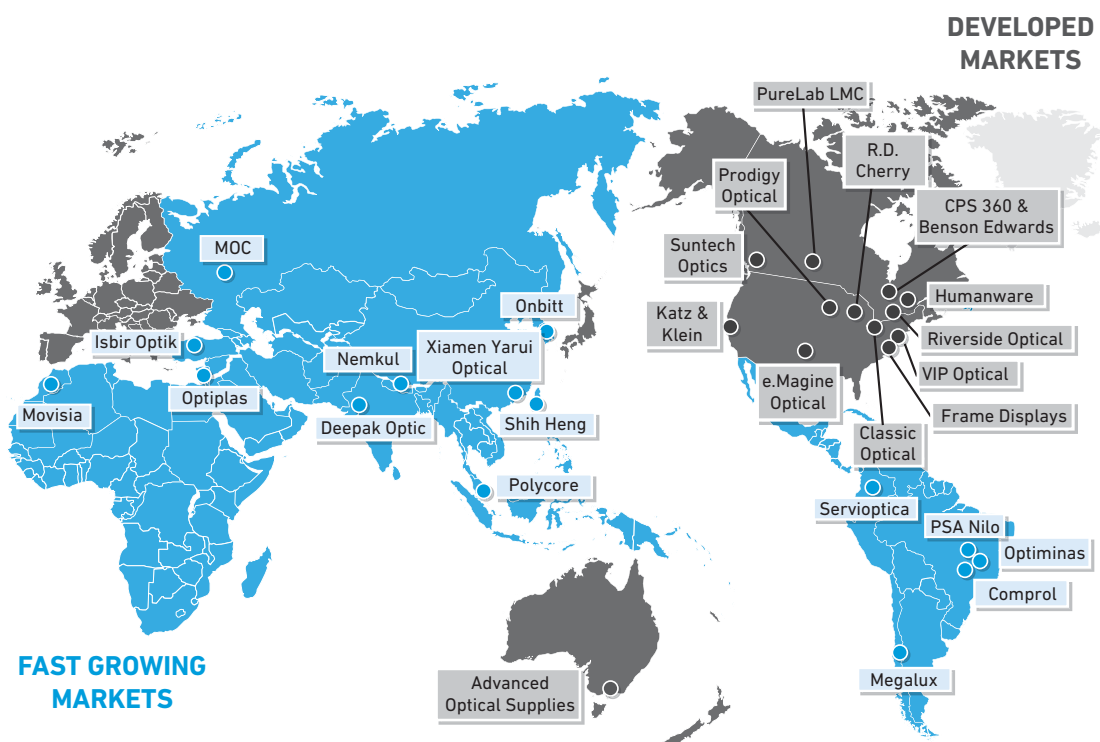 DEVELOPED
MARKETS
PureLab LMC
R.D.
Cherry
Prodigy
Optical
CPS 360 &
Benson Edwards
Suntech
Optics
MOC
Humanware
Onbitt
Katz &
Klein
Isbir Optik
Xiamen Yarui
Optical
Riverside Optical
Nemkul
VIP Optical
e.Magine
Optical
Optiplas
Movisia
Deepak Optic
Shih Heng
Frame Displays
Classic
Optical
Polycore
Servioptica
PSA Nilo
Optiminas
Comprol
FAST GROWING
MARKETS
Advanced
Optical Supplies
Megalux